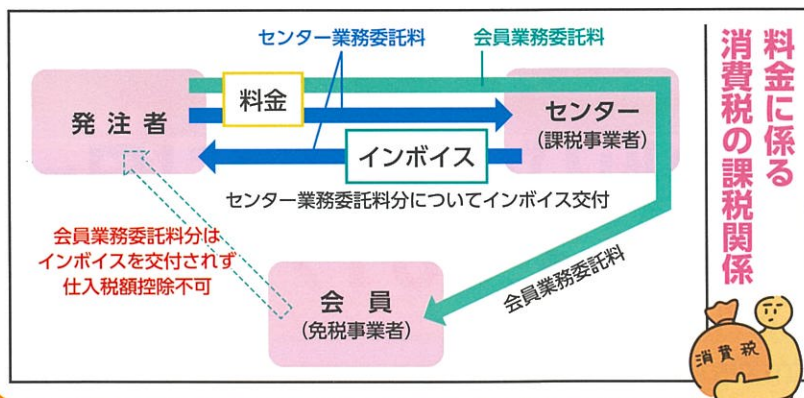 料金に係る
消費税の課税関係
センター業務委託料
会員業務委託料
発注者
料金
センター
(課税事業者)
インボイス
センター業務委託料分についてインボイス交付
会員業務委託料分は
インボイスを交付されず
仕入税額控除不可
会員業務委託料
会員
(免税事業者)
消費税